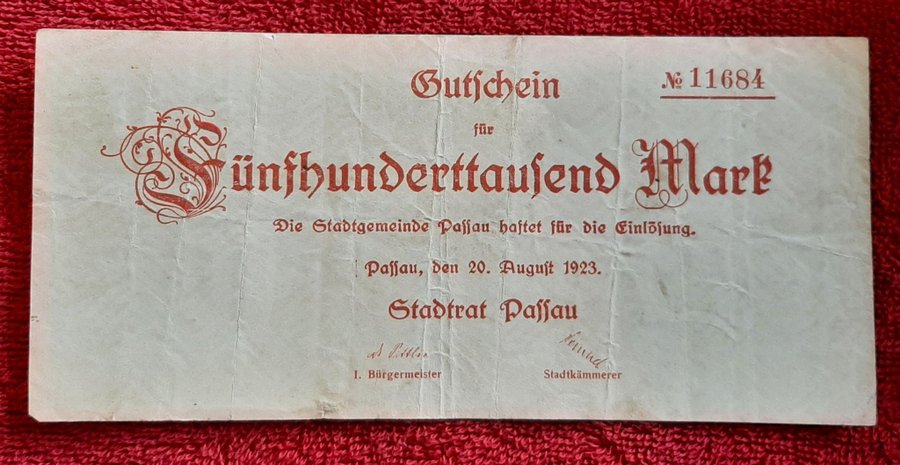 Gutschein
№ 11684
für
Fünfhunderttausend Mark
Die Stadtgemeinde Passau haftet für die Einlösung.
Passau, den 20. August 1923.
Stadtrat Passau
I. Bürgermeister
Stadtkämmerer